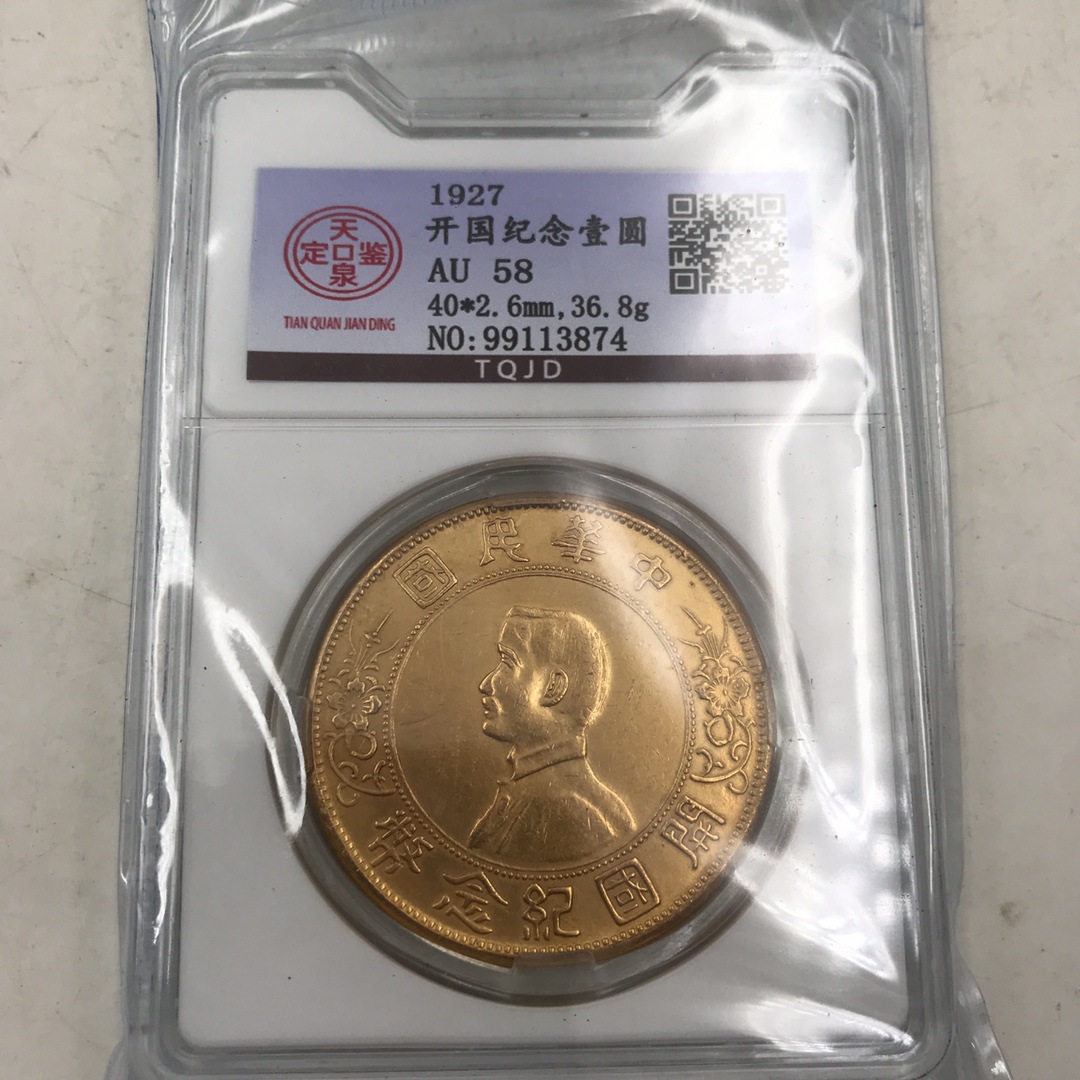 1927
开国纪念壹圆
AU 58
40*2.6mm,36.8g
NO:99113874
天泉鉴定
TIAN QUAN JIAN DING
TQJD
中華民國
開國紀念幣